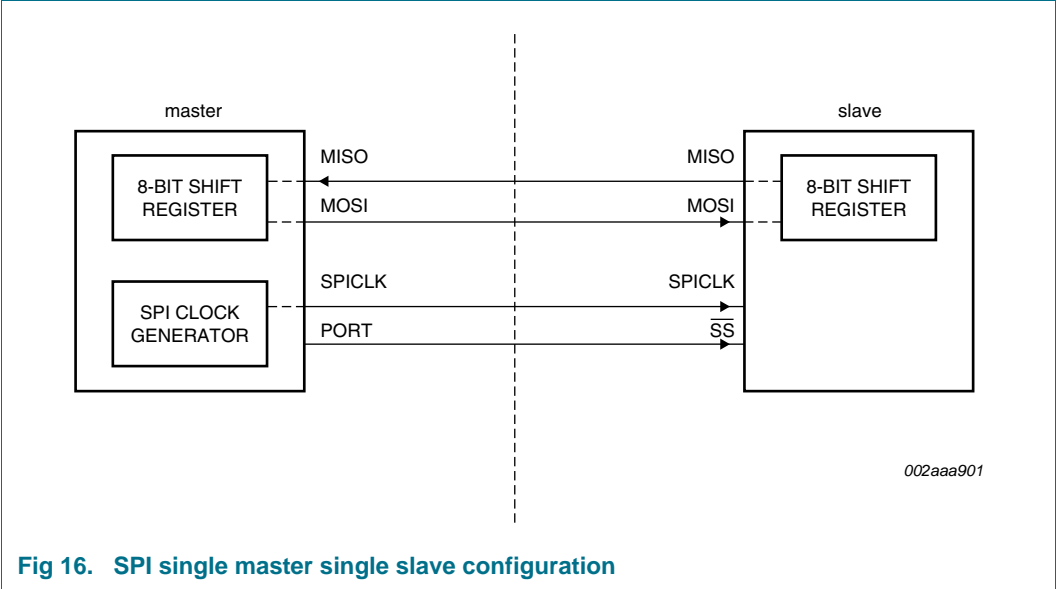 master
slave
MISO
MISO
8-BIT SHIFT
REGISTER
8-BIT SHIFT
REGISTER
MOSI
MOSI
SPICLK
SPICLK
SPI CLOCK
GENERATOR
PORT
S̅S̅
002aaa901
Fig 16. SPI single master single slave configuration